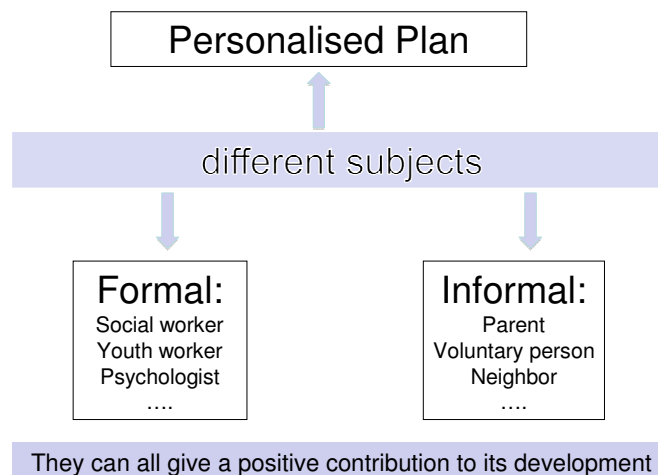 Personalised Plan
different subjects
Formal:
Social worker
Youth worker
Psychologist
....
Informal:
Parent
Voluntary person
Neighbor
....
They can all give a positive contribution to its development